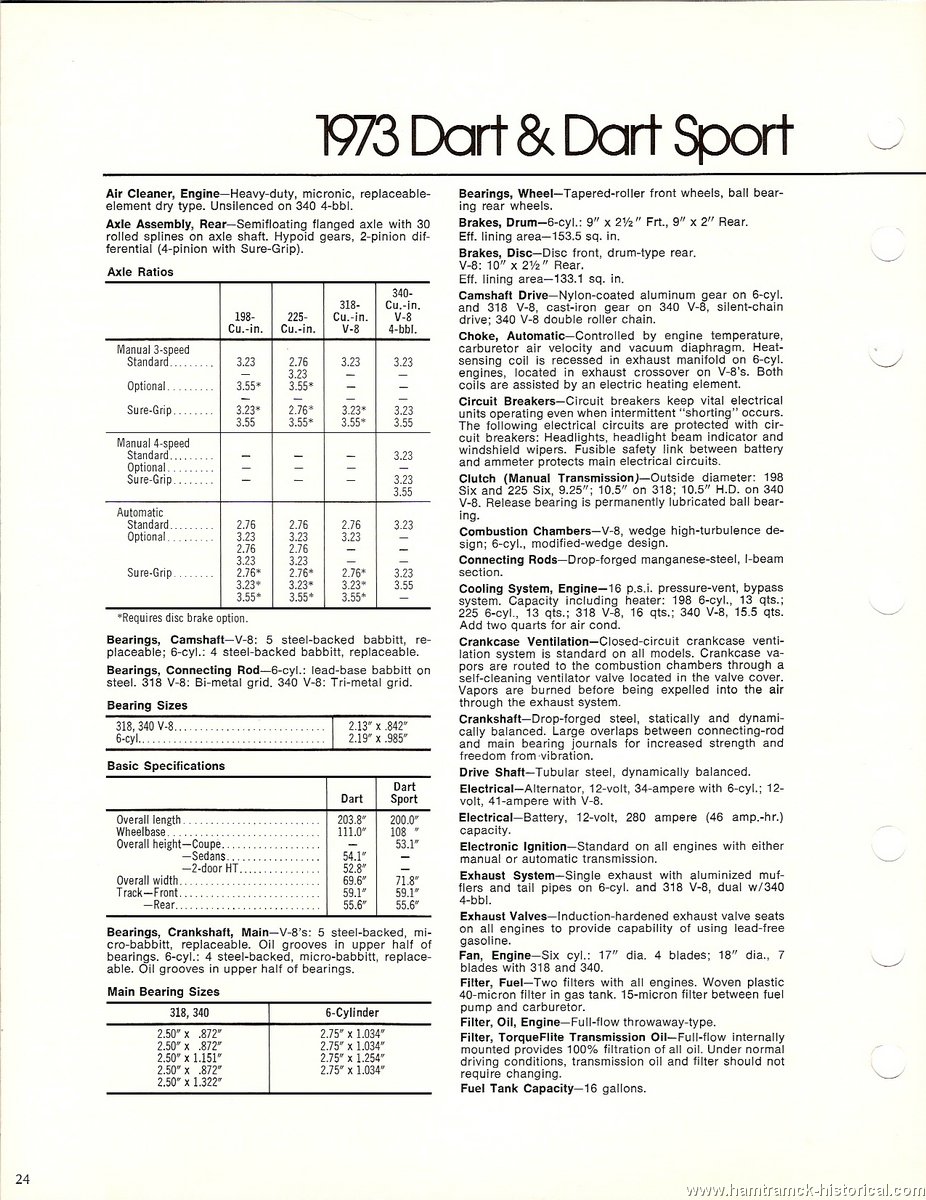 1973 Dart & Dart Sport
Air Cleaner, Engine—Heavy-duty, micronic, replaceable-
element dry type. Unsilenced on 340 4-bbl.
Axle Assembly, Rear—Semifloating flanged axle with 30
rolled splines on axle shaft. Hypoid gears, 2-pinion dif-
ferential (4-pinion with Sure-Grip).
Axle Ratios
198- Cu.-in. 225- Cu.-in. 318- Cu.-in. V-8 340- Cu.-in. V-8 4-bbl.
Manual 3-speed
Standard......... 3.23 2.76 3.23 3.23
— 3.23 — —
Optional......... 3.55* 3.55* — —
— — — —
Sure-Grip........ 3.23* 2.76* 3.23* 3.23
3.55 3.55* 3.55* 3.55
Manual 4-speed
Standard......... — — — 3.23
Optional......... — — — —
Sure-Grip........ — — — 3.23
3.55
Automatic
Standard......... 2.76 2.76 2.76 3.23
Optional......... 3.23 3.23 3.23 —
2.76 2.76 — —
3.23 3.23 — —
Sure-Grip........ 2.76* 2.76* 2.76* 3.23
3.23* 3.23* 3.23* 3.55
3.55* 3.55* 3.55* —
*Requires disc brake option.
Bearings, Camshaft—V-8: 5 steel-backed babbitt, re-
placeable; 6-cyl.: 4 steel-backed babbitt, replaceable.
Bearings, Connecting Rod—6-cyl.: lead-base babbitt on
steel. 318 V-8: Bi-metal grid. 340 V-8: Tri-metal grid.
Bearing Sizes
318, 340 V-8............................ 2.13" x .842"
6-cyl.................................. 2.19" x .985"
Basic Specifications
Dart Dart Sport
Overall length......................... 203.8" 200.0"
Wheelbase............................ 111.0" 108 "
Overall height—Coupe.................. — 53.1"
—Sedans................. 54.1" —
—2-door HT............... 52.8" —
Overall width.......................... 69.6" 71.8"
Track—Front.......................... 59.1" 59.1"
—Rear........................... 55.6" 55.6"
Bearings, Crankshaft, Main—V-8's: 5 steel-backed, mi-
cro-babbitt, replaceable. Oil grooves in upper half of
bearings. 6-cyl.: 4 steel-backed, micro-babbitt, replace-
able. Oil grooves in upper half of bearings.
Main Bearing Sizes
318, 340 6-Cylinder
2.50" x .872" 2.75" x 1.034"
2.50" x .872" 2.75" x 1.034"
2.50" x 1.151" 2.75" x 1.254"
2.50" x .872" 2.75" x 1.034"
2.50" x 1.322"
Bearings, Wheel—Tapered-roller front wheels, ball bear-
ing rear wheels.
Brakes, Drum—6-cyl.: 9" x 2½" Frt., 9" x 2" Rear.
Eff. lining area—153.5 sq. in.
Brakes, Disc—Disc front, drum-type rear.
V-8: 10" x 2½" Rear.
Eff. lining area—133.1 sq. in.
Camshaft Drive—Nylon-coated aluminum gear on 6-cyl.
and 318 V-8, cast-iron gear on 340 V-8, silent-chain
drive; 340 V-8 double roller chain.
Choke, Automatic—Controlled by engine temperature,
carburetor air velocity and vacuum diaphragm. Heat-
sensing coil is recessed in exhaust manifold on 6-cyl.
engines, located in exhaust crossover on V-8's. Both
coils are assisted by an electric heating element.
Circuit Breakers—Circuit breakers keep vital electrical
units operating even when intermittent "shorting" occurs.
The following electrical circuits are protected with cir-
cuit breakers: Headlights, headlight beam indicator and
windshield wipers. Fusible safety link between battery
and ammeter protects main electrical circuits.
Clutch (Manual Transmission)—Outside diameter: 198
Six and 225 Six, 9.25"; 10.5" on 318; 10.5" H.D. on 340
V-8. Release bearing is permanently lubricated ball bear-
ing.
Combustion Chambers—V-8, wedge high-turbulence de-
sign; 6-cyl., modified-wedge design.
Connecting Rods—Drop-forged manganese-steel, I-beam
section.
Cooling System, Engine—16 p.s.i. pressure-vent, bypass
system. Capacity including heater: 198 6-cyl., 13 qts.;
225 6-cyl., 13 qts.; 318 V-8, 16 qts.; 340 V-8, 15.5 qts.
Add two quarts for air cond.
Crankcase Ventilation—Closed-circuit crankcase venti-
lation system is standard on all models. Crankcase va-
pors are routed to the combustion chambers through a
self-cleaning ventilator valve located in the valve cover.
Vapors are burned before being expelled into the air
through the exhaust system.
Crankshaft—Drop-forged steel, statically and dynami-
cally balanced. Large overlaps between connecting-rod
and main bearing journals for increased strength and
freedom from vibration.
Drive Shaft—Tubular steel, dynamically balanced.
Electrical—Alternator, 12-volt, 34-ampere with 6-cyl.; 12-
volt, 41-ampere with V-8.
Electrical—Battery, 12-volt, 280 ampere (46 amp.-hr.)
capacity.
Electronic Ignition—Standard on all engines with either
manual or automatic transmission.
Exhaust System—Single exhaust with aluminized muf-
flers and tail pipes on 6-cyl. and 318 V-8, dual w/340
4-bbl.
Exhaust Valves—Induction-hardened exhaust valve seats
on all engines to provide capability of using lead-free
gasoline.
Fan, Engine—Six cyl.: 17" dia. 4 blades; 18" dia., 7
blades with 318 and 340.
Filter, Fuel—Two filters with all engines. Woven plastic
40-micron filter in gas tank. 15-micron filter between fuel
pump and carburetor.
Filter, Oil, Engine—Full-flow throwaway-type.
Filter, TorqueFlite Transmission Oil—Full-flow internally
mounted provides 100% filtration of all oil. Under normal
driving conditions, transmission oil and filter should not
require changing.
Fuel Tank Capacity—16 gallons.
24
www.hamtramck-historical.com